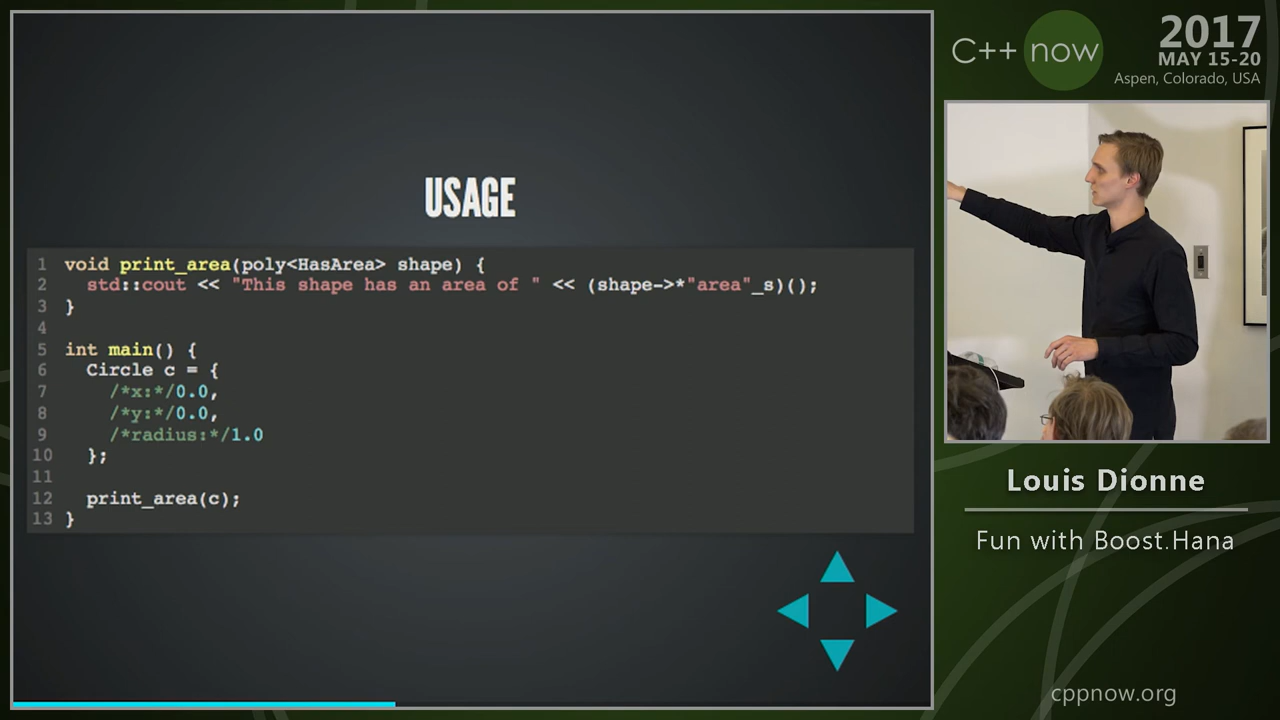 USAGE
1 void print_area(poly<HasArea> shape) {
2   std::cout << "This shape has an area of " << (shape->*"area"_s)();
3 }
4
5 int main() {
6   Circle c = {
7     /*x:*/0.0,
8     /*y:*/0.0,
9     /*radius:*/1.0
10   };
11
12   print_area(c);
13 }
C++ now
2017
MAY 15-20
Aspen, Colorado, USA
Louis Dionne
Fun with Boost.Hana
cppnow.org